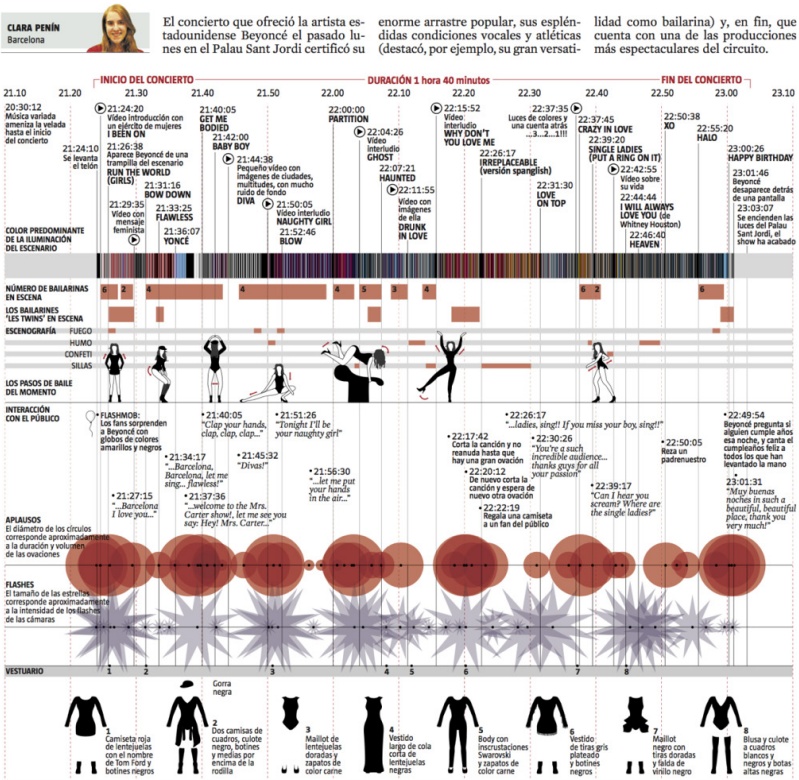 CLARA PENÍN
Barcelona
El concierto que ofreció la artista es-
tadounidense Beyoncé el pasado lu-
nes en el Palau Sant Jordi certificó su
enorme arrastre popular, sus esplén-
didas condiciones vocales y atléticas
(destacó, por ejemplo, su gran versati-
lidad como bailarina) y, en fin, que
cuenta con una de las producciones
más espectaculares del circuito.
INICIO DEL CONCIERTO
DURACIÓN 1 hora 40 minutos
FIN DEL CONCIERTO
21.10
21.20
21.30
21.40
21.50
22.00
22.10
22.20
22.30
22.40
22.50
23.00
23.10
20:30:12
Música variada
ameniza la velada
hasta el inicio
del concierto
21:24:10
Se levanta
el telón
21:24:20
Vídeo introducción con
un ejército de mujeres
I BEEN ON
21:26:38
Aparece Beyoncé de una
trampilla del escenario
RUN THE WORLD
(GIRLS)
21:29:35
Vídeo con
mensaje
feminista
21:31:16
BOW DOWN
21:33:25
FLAWLESS
21:36:07
YONCÉ
21:40:05
GET ME
BODIED
21:42:00
BABY BOY
21:44:38
Pequeño vídeo con
imágenes de ciudades,
multitudes, con mucho
ruido de fondo
DIVA
21:50:05
Vídeo interludio
NAUGHTY GIRL
21:52:46
BLOW
22:00:00
PARTITION
22:04:26
Vídeo
interludio
GHOST
22:07:21
HAUNTED
22:11:55
Vídeo con
imágenes
de ella
DRUNK
IN LOVE
22:15:52
Vídeo
interludio
WHY DON'T
YOU LOVE ME
22:26:17
IRREPLACEABLE
(versión spanglish)
22:31:30
LOVE
ON TOP
22:37:35
Luces de colores y
una cuenta atrás
...3...2...1!!!
22:37:45
CRAZY IN LOVE
22:39:20
SINGLE LADIES
(PUT A RING ON IT)
22:42:55
Vídeo sobre
su vida
22:44:44
I WILL ALWAYS
LOVE YOU (de
Whitney Houston)
22:46:40
HEAVEN
22:50:38
XO
22:55:20
HALO
23:00:26
HAPPY BIRTHDAY
23:01:46
Beyoncé
desaparece detrás
de una pantalla
23:03:07
Se encienden las
luces del Palau
Sant Jordi, el
show ha acabado
COLOR PREDOMINANTE
DE LA ILUMINACIÓN
DEL ESCENARIO
NÚMERO DE BAILARINAS
EN ESCENA
6
2
4
4
4
5
3
4
6
2
6
LOS BAILARINES
'LES TWINS' EN ESCENA
ESCENOGRAFÍA
FUEGO
HUMO
CONFETI
SILLAS
LOS PASOS DE BAILE
DEL MOMENTO
INTERACCIÓN
CON EL PÚBLICO
FLASHMOB:
Los fans sorprenden
a Beyoncé con
globos de colores
amarillos y negros
21:27:15
"...Barcelona
I love you..."
21:34:17
"...Barcelona,
Barcelona, let me
sing... flawless!"
21:37:36
"...welcome to the Mrs.
Carter show!, let me see you
say: Hey! Mrs. Carter..."
21:40:05
"Clap your hands,
clap, clap, clap..."
21:45:32
"Divas!"
21:51:26
"Tonight I'll be
your naughty girl"
21:56:30
"...let me put
your hands
in the air..."
22:17:42
Corta la canción y no
reanuda hasta que
hay una gran ovación
22:20:12
De nuevo corta la
canción y espera de
nuevo otra ovación
22:22:19
Regala una camiseta
a un fan del público
22:26:17
"...ladies, sing!! If you miss your boy, sing!!"
22:30:26
"You're a such
incredible audience...
thanks guys for all
your passion"
22:39:17
"Can I hear you
scream? Where are
the single ladies?"
22:50:05
Reza un
padrenuestro
22:49:54
Beyoncé pregunta si
alguien cumple años
esa noche, y canta el
cumpleaños feliz a
todos los que han
levantado la mano
23:01:31
"Muy buenas
noches in such a
beautiful, beautiful
place, thank you
very much!"
APLAUSOS
El diámetro de los círculos
corresponde aproximadamente
a la duración y volumen
de las ovaciones
FLASHES
El tamaño de las estrellas
corresponde aproximadamente
a la intensidad de los flashes
de las cámaras
VESTUARIO
1
2
3
4
5
6
7
8
1
Camiseta roja
de lentejuelas
con el nombre
de Tom Ford y
botines negros
Gorra
negra
2
Dos camisas de
cuadros, culote
negro, botines
y medias por
encima de la
rodilla
3
Maillot de
lentejuelas
doradas y
zapatos de
color carne
4
Vestido
largo de cola
corta de
lentejuelas
negras
5
Body con
inscrustaciones
Swarovski
y zapatos de
color carne
6
Vestido
de tiras gris
plateado y
botines
negros
7
Maillot
negro con
tiras dorada
y falda de
vinilo negro
8
Blusa y culote
a cuadros
blancos y
negros y botas
altas negras